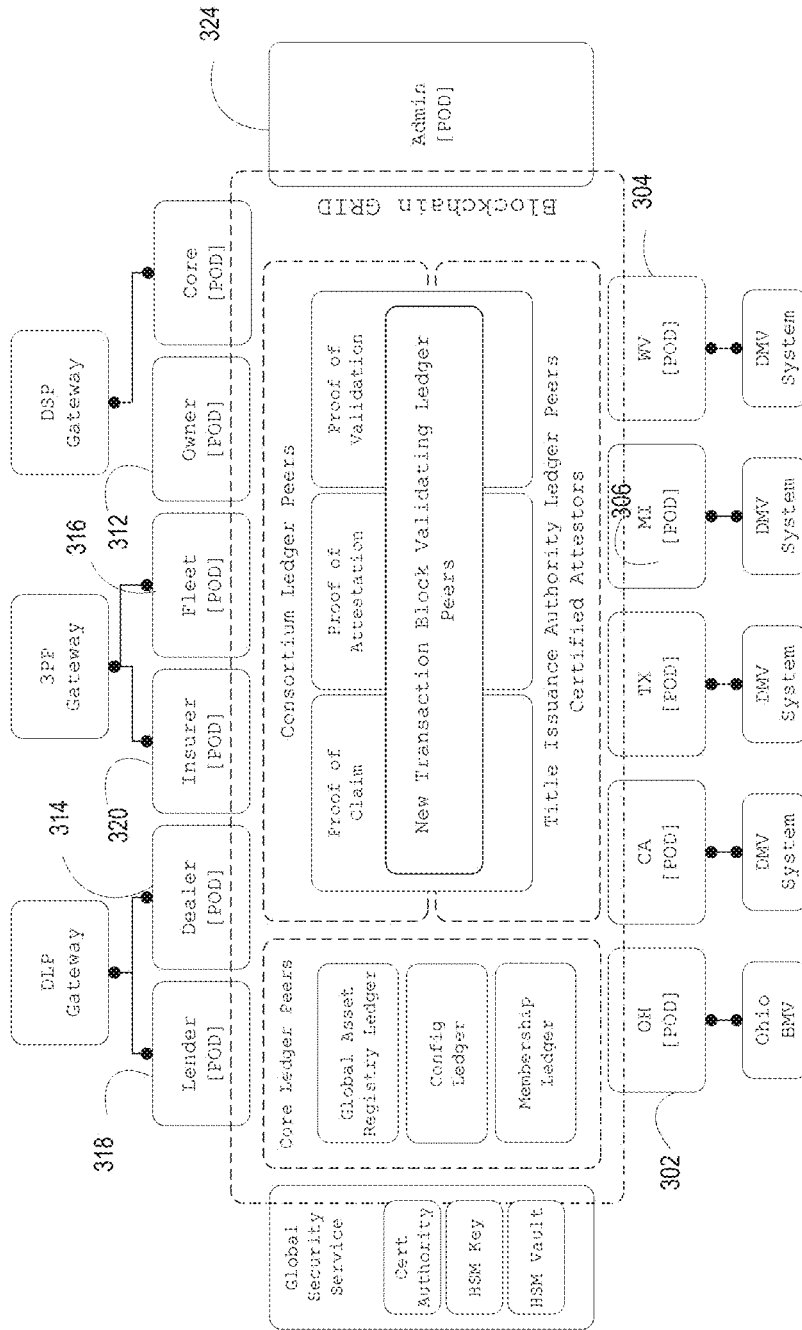 DLP
Gateway
3PP
Gateway
DSP
Gateway
318
314
320
316
312
324
Lender
[POD]
Dealer
[POD]
Insurer
[POD]
Fleet
[POD]
Owner
[POD]
Core
[POD]
Global
Security
Service
Cert
Authority
HSM Key
HSM Vault
Core Ledger Peers
Global Asset
Registry Ledger
Config
Ledger
Membership
Ledger
Consortium Ledger Peers
Proof of
Claim
Proof of
Attestation
Proof of
Validation
New Transaction Block Validating Ledger
Peers
Title Issuance Authority Ledger Peers
Certified Attestors
Blockchain GRID
Admin
[POD]
302
306
304
OH
[POD]
CA
[POD]
TX
[POD]
MI
[POD]
WV
[POD]
Ohio
BMV
DMV
System
DMV
System
DMV
System
DMV
System